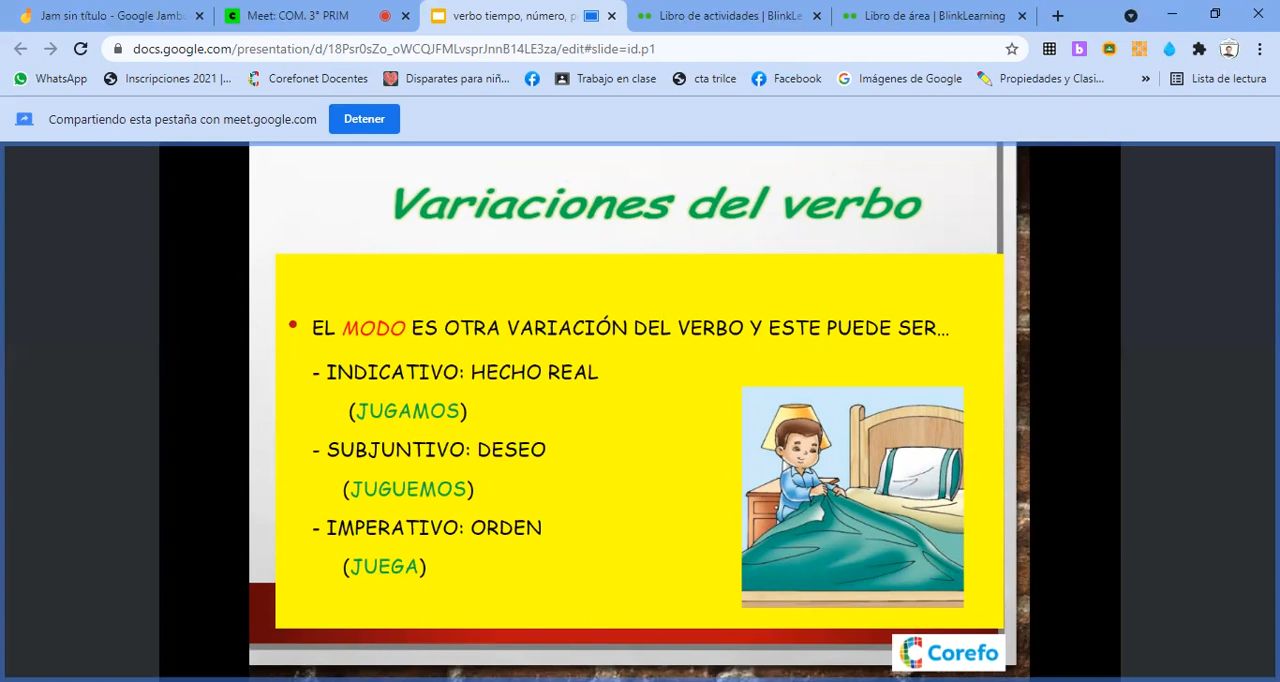 Jam sin título - Google Jamb
Meet: COM. 3° PRIM
verbo tiempo, número, p
Libro de actividades | BlinkLe
Libro de área | BlinkLearning
docs.google.com/presentation/d/18Psr0sZo_oWCQJFMLvsprJnnB14LE3za/edit#slide=id.p1
WhatsApp
Inscripciones 2021 |...
Corefonet Docentes
Disparates para niñ...
Trabajo en clase
cta trilce
Facebook
Imágenes de Google
Propiedades y Clasi...
»
Lista de lectura
Compartiendo esta pestaña con meet.google.com
Detener
Variaciones del verbo
• EL MODO ES OTRA VARIACIÓN DEL VERBO Y ESTE PUEDE SER...
- INDICATIVO: HECHO REAL
(JUGAMOS)
- SUBJUNTIVO: DESEO
(JUGUEMOS)
- IMPERATIVO: ORDEN
(JUEGA)
Corefo